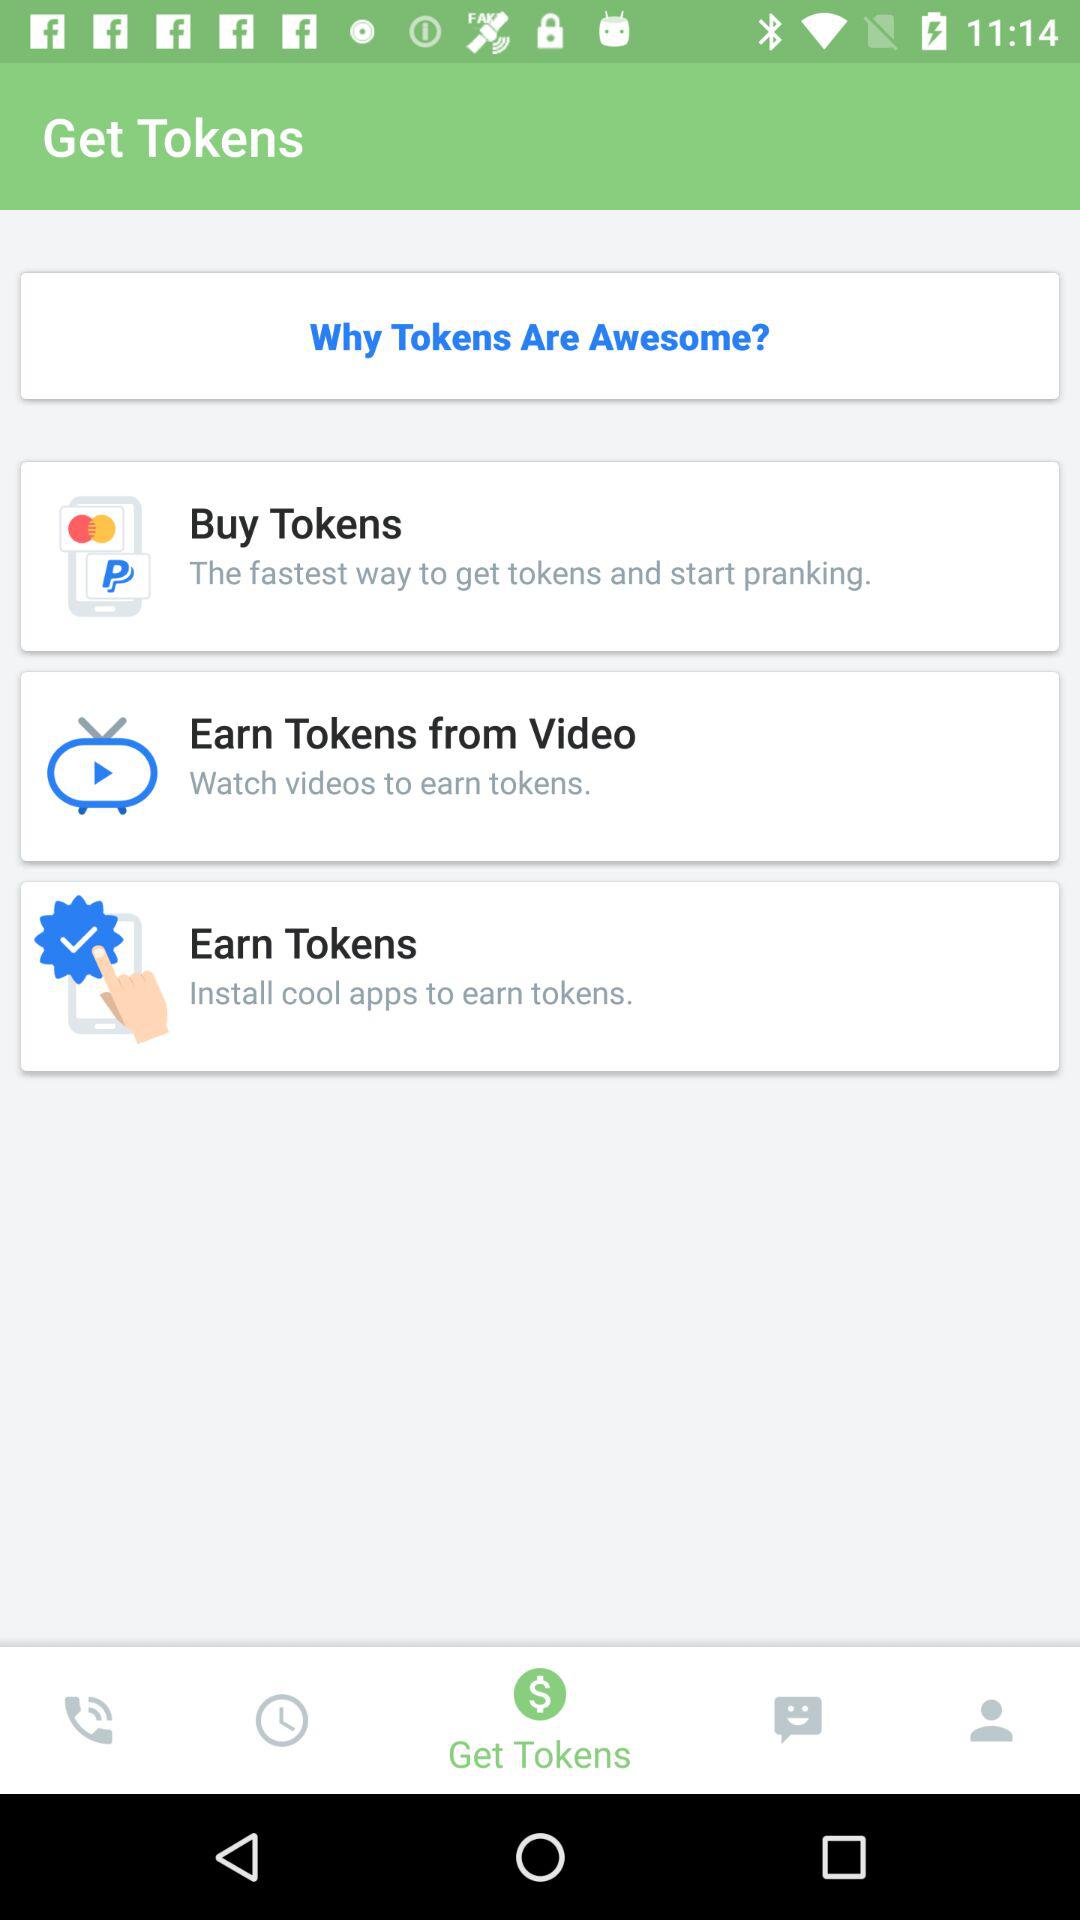 FAKE
11:14
Get Tokens
Why Tokens Are Awesome?
Buy Tokens
The fastest way to get tokens and start pranking.
Earn Tokens from Video
Watch videos to earn tokens.
Earn Tokens
Install cool apps to earn tokens.
Get Tokens